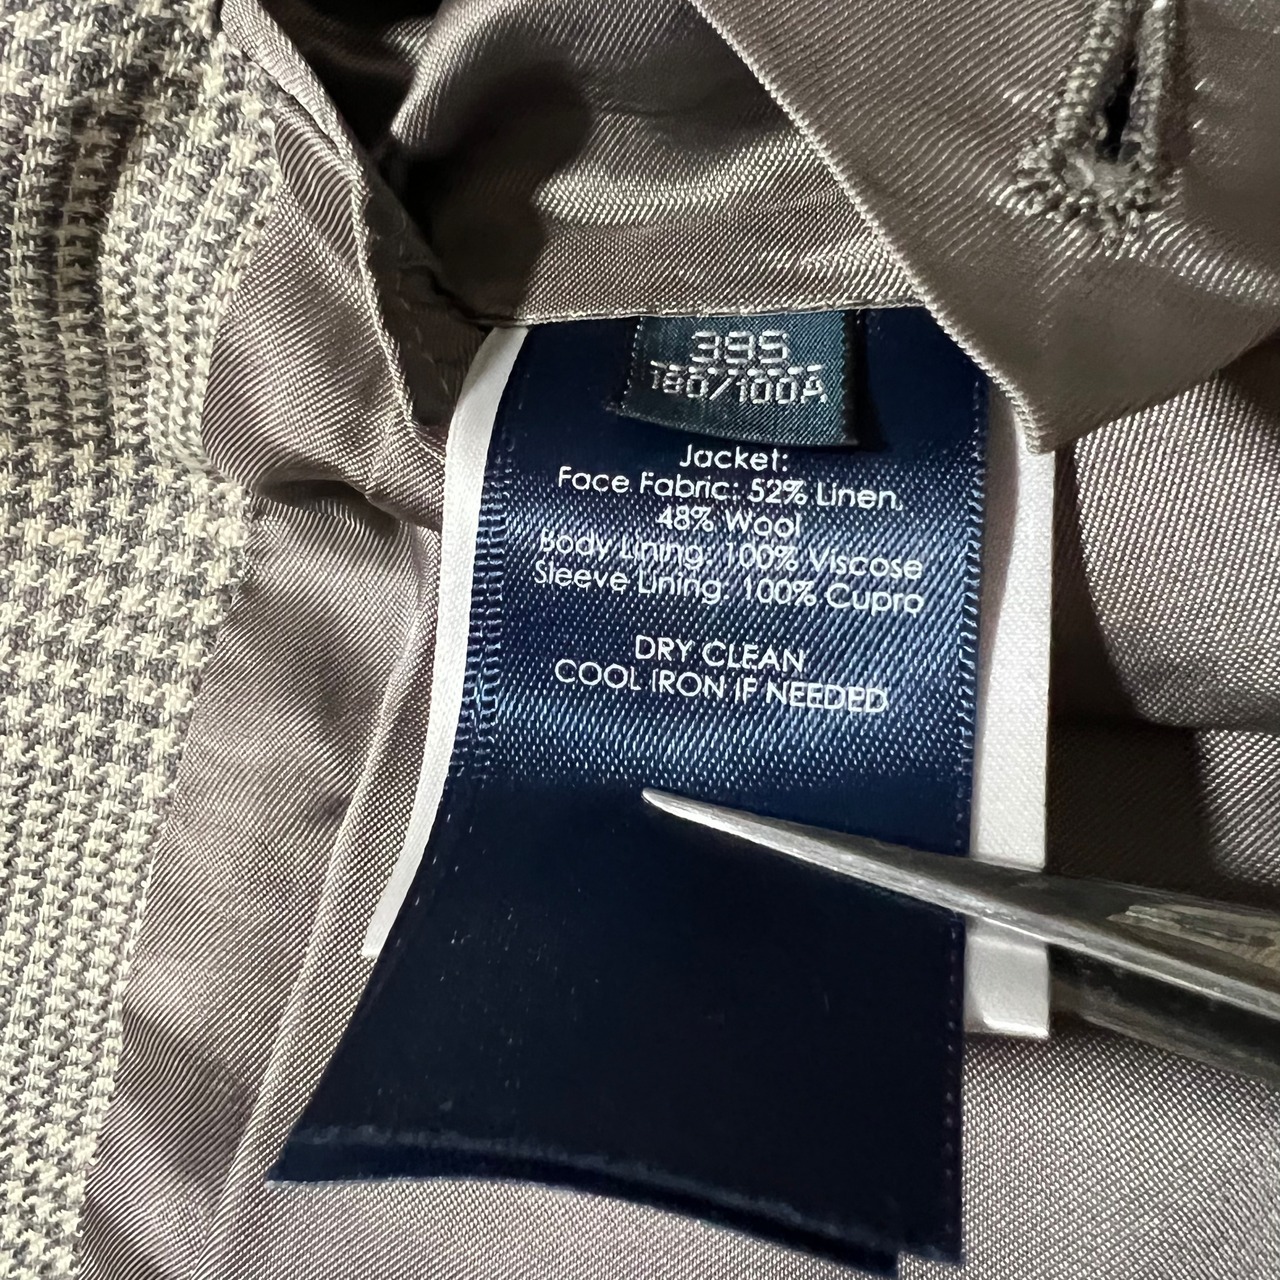 39S
180/100A
Jacket:
Face Fabric: 52% Linen,
48% Wool
Body Lining: 100% Viscose
Sleeve Lining: 100% Cupro
DRY CLEAN
COOL IRON IF NEEDED